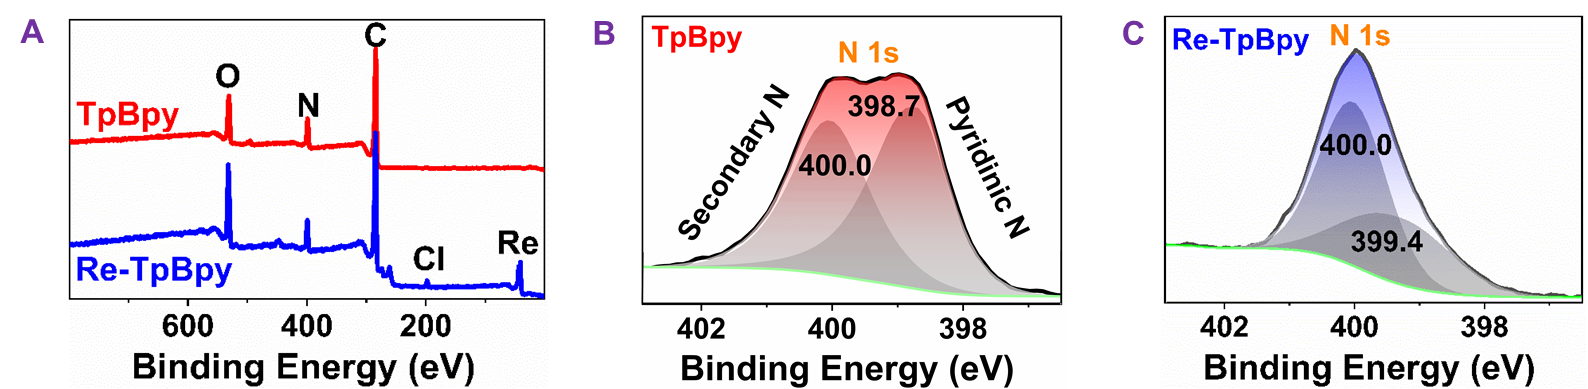 A
C
O
N
TpBpy
Re-TpBpy
Cl
Re
600 400 200
Binding Energy (eV)
B
TpBpy
N 1s
398.7
400.0
Secondary N
Pyridinic N
402 400 398
Binding Energy (eV)
C
Re-TpBpy
N 1s
400.0
399.4
402 400 398
Binding Energy (eV)